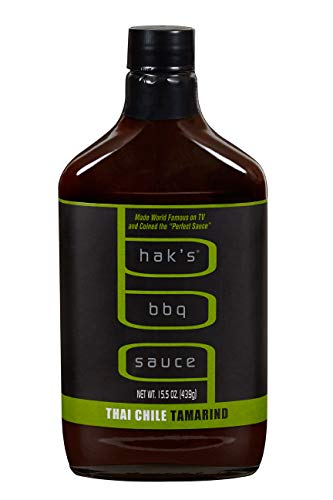 Made World Famous on TV
and Coined the "Perfect Sauce"
hak's®
bbq
sauce
NET WT. 15.5 OZ. (439g)
THAI CHILE TAMARIND